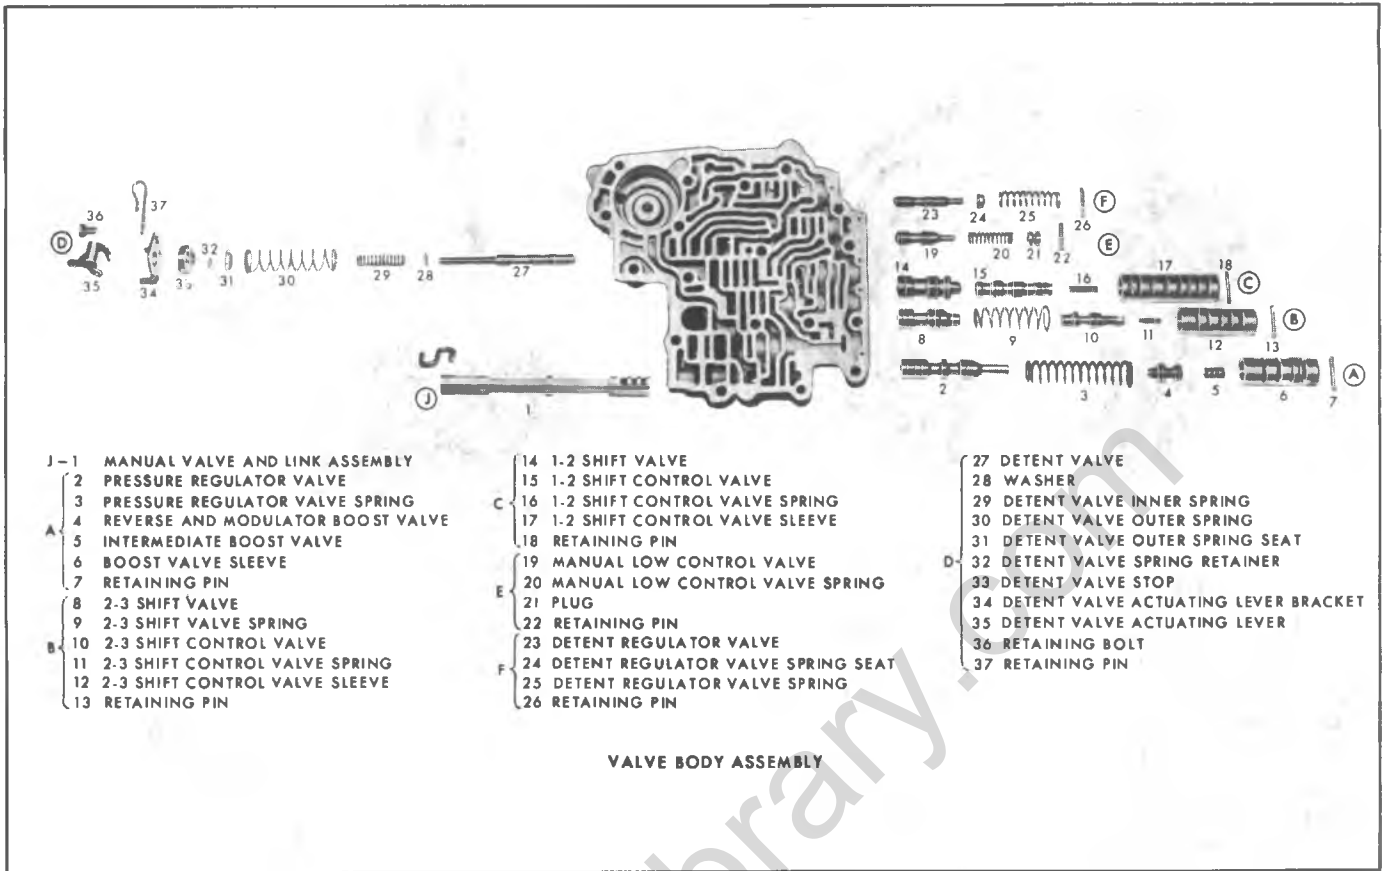 36
37
D
32
35
34
33
31
30
29
28
27
J
1
23
24
25
26
F
19
20
21
22
E
14
15
16
17
18
C
8
9
10
11
12
13
B
2
3
4
5
6
7
A
J-1 MANUAL VALVE AND LINK ASSEMBLY
A
2 PRESSURE REGULATOR VALVE
3 PRESSURE REGULATOR VALVE SPRING
4 REVERSE AND MODULATOR BOOST VALVE
5 INTERMEDIATE BOOST VALVE
6 BOOST VALVE SLEEVE
7 RETAINING PIN
B
8 2-3 SHIFT VALVE
9 2-3 SHIFT VALVE SPRING
10 2-3 SHIFT CONTROL VALVE
11 2-3 SHIFT CONTROL VALVE SPRING
12 2-3 SHIFT CONTROL VALVE SLEEVE
13 RETAINING PIN
C
14 1-2 SHIFT VALVE
15 1-2 SHIFT CONTROL VALVE
16 1-2 SHIFT CONTROL VALVE SPRING
17 1-2 SHIFT CONTROL VALVE SLEEVE
18 RETAINING PIN
E
19 MANUAL LOW CONTROL VALVE
20 MANUAL LOW CONTROL VALVE SPRING
21 PLUG
22 RETAINING PIN
F
23 DETENT REGULATOR VALVE
24 DETENT REGULATOR VALVE SPRING SEAT
25 DETENT REGULATOR VALVE SPRING
26 RETAINING PIN
D
27 DETENT VALVE
28 WASHER
29 DETENT VALVE INNER SPRING
30 DETENT VALVE OUTER SPRING
31 DETENT VALVE OUTER SPRING SEAT
32 DETENT VALVE SPRING RETAINER
33 DETENT VALVE STOP
34 DETENT VALVE ACTUATING LEVER BRACKET
35 DETENT VALVE ACTUATING LEVER
36 RETAINING BOLT
37 RETAINING PIN
VALVE BODY ASSEMBLY
brary.com